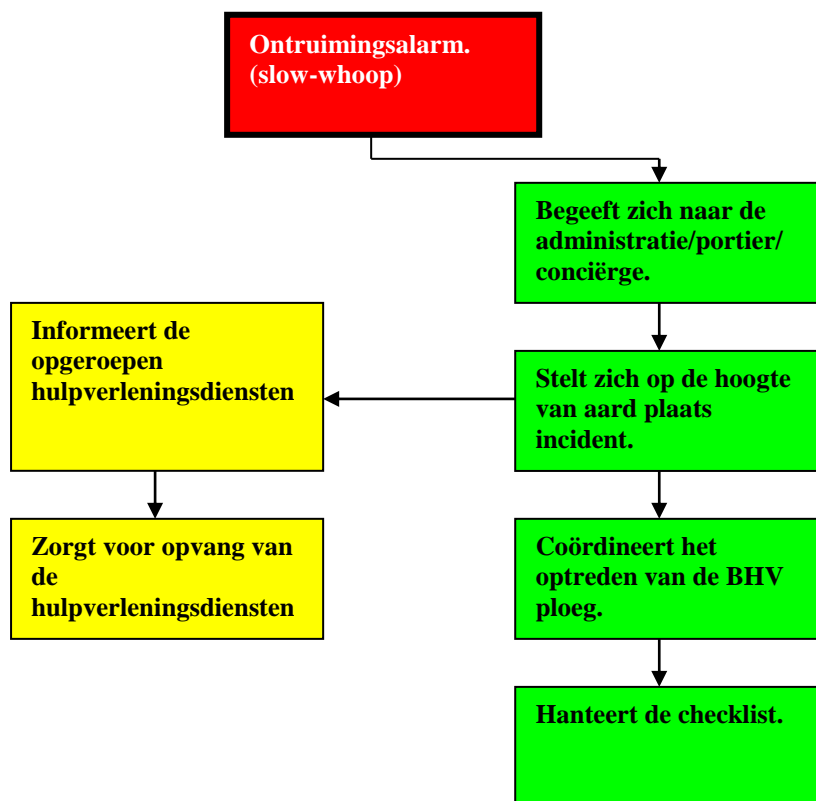 Ontruimingsalarm.
(slow-whoop)
Begeeft zich naar de
administratie/portier/
conciërge.
Informeert de
opgeroepen
hulpverleningsdiensten
Stelt zich op de hoogte
van aard plaats
incident.
Zorgt voor opvang van
de
hulpverleningsdiensten
Coördineert het
optreden van de BHV
ploeg.
Hanteert de checklist.